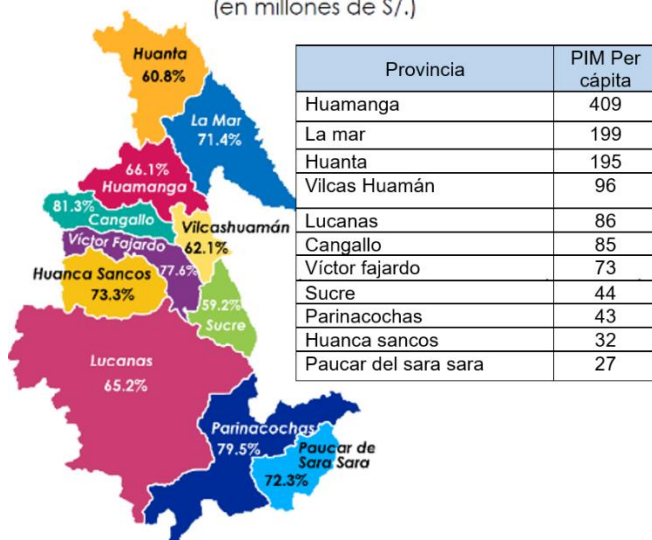 (en millones de S/.)
Huanta
60.8%
La Mar
71.4%
66.1%
Huamanga
81.3%
Cangallo
Vilcashuamán
62.1%
Víctor Fajardo
77.6%
Huanca Sancos
73.3%
59.2%
Sucre
Lucanas
65.2%
Parinacochas
79.5%
Paucar de
Sara Sara
72.3%
Provincia PIM Per
cápita
Huamanga 409
La mar 199
Huanta 195
Vilcas Huamán 96
Lucanas 86
Cangallo 85
Víctor fajardo 73
Sucre 44
Parinacochas 43
Huanca sancos 32
Paucar del sara sara 27